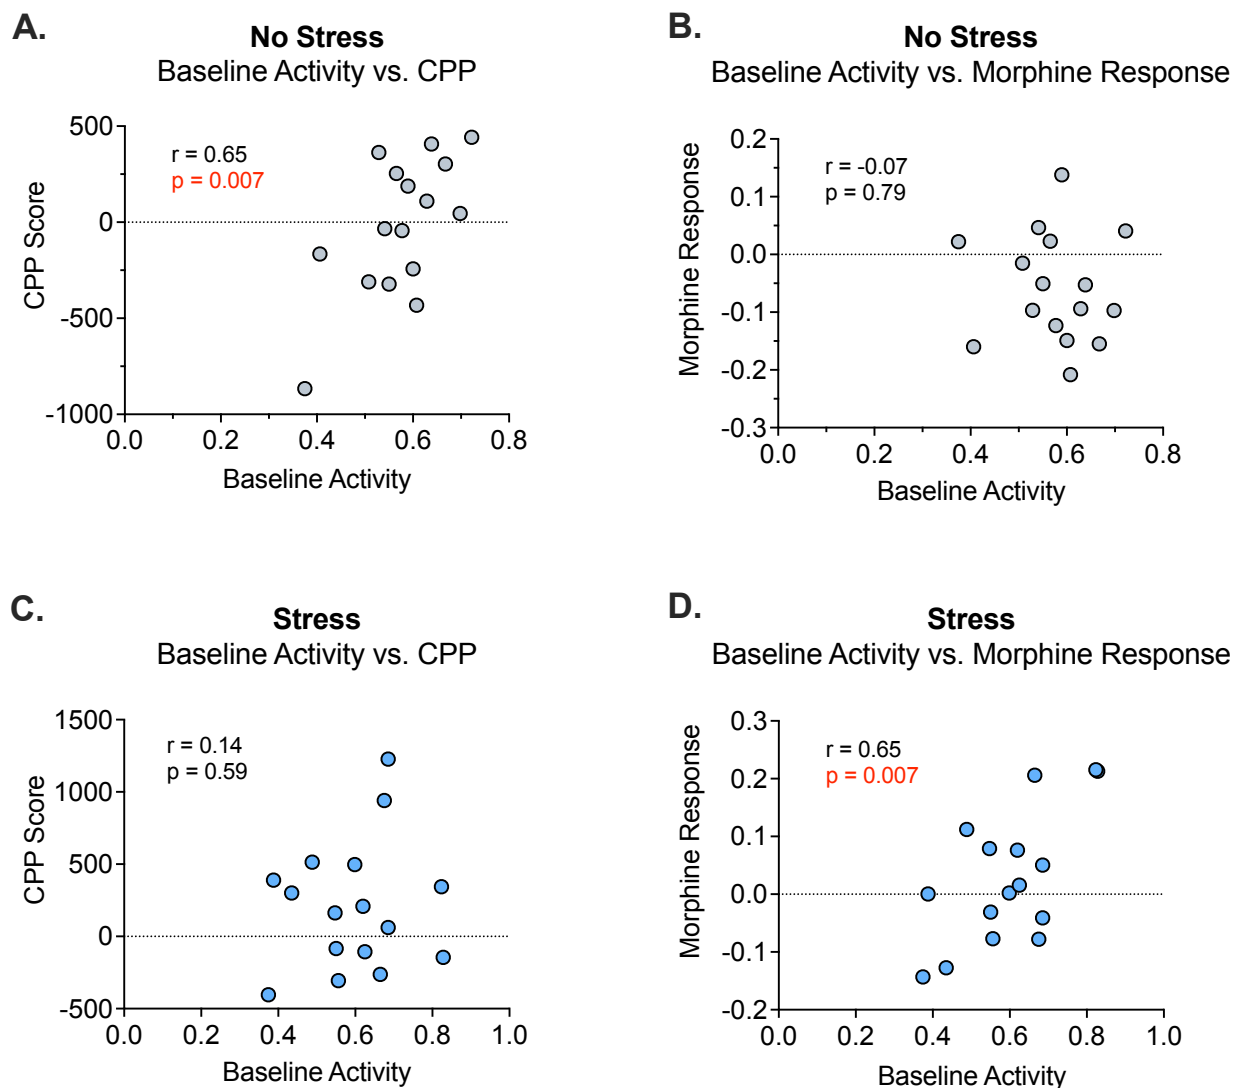 A.
No Stress
Baseline Activity vs. CPP
r = 0.65
p = 0.007
CPP Score
500
0
-500
-1000
0.0 0.2 0.4 0.6 0.8
Baseline Activity
B.
No Stress
Baseline Activity vs. Morphine Response
r = -0.07
p = 0.79
Morphine Response
0.2
0.1
0.0
-0.1
-0.2
-0.3
0.0 0.2 0.4 0.6 0.8
Baseline Activity
C.
Stress
Baseline Activity vs. CPP
r = 0.14
p = 0.59
CPP Score
1500
1000
500
0
-500
0.0 0.2 0.4 0.6 0.8 1.0
Baseline Activity
D.
Stress
Baseline Activity vs. Morphine Response
r = 0.65
p = 0.007
Morphine Response
0.3
0.2
0.1
0.0
-0.1
-0.2
0.0 0.2 0.4 0.6 0.8 1.0
Baseline Activity